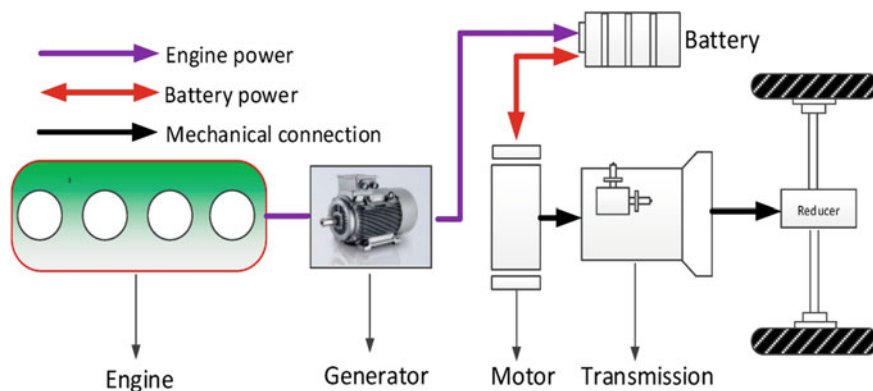 Engine power
Battery power
Mechanical connection
Battery
Reducer
Engine
Generator
Motor
Transmission